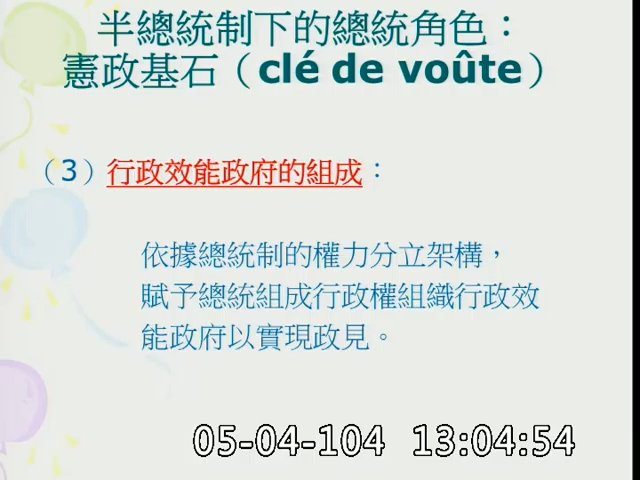 半總統制下的總統角色：
憲政基石（clé de voûte）
（3）行政效能政府的組成：
依據總統制的權力分立架構，
賦予總統組成行政權組織行政效
能政府以實現政見。
05-04-104 13:04:54